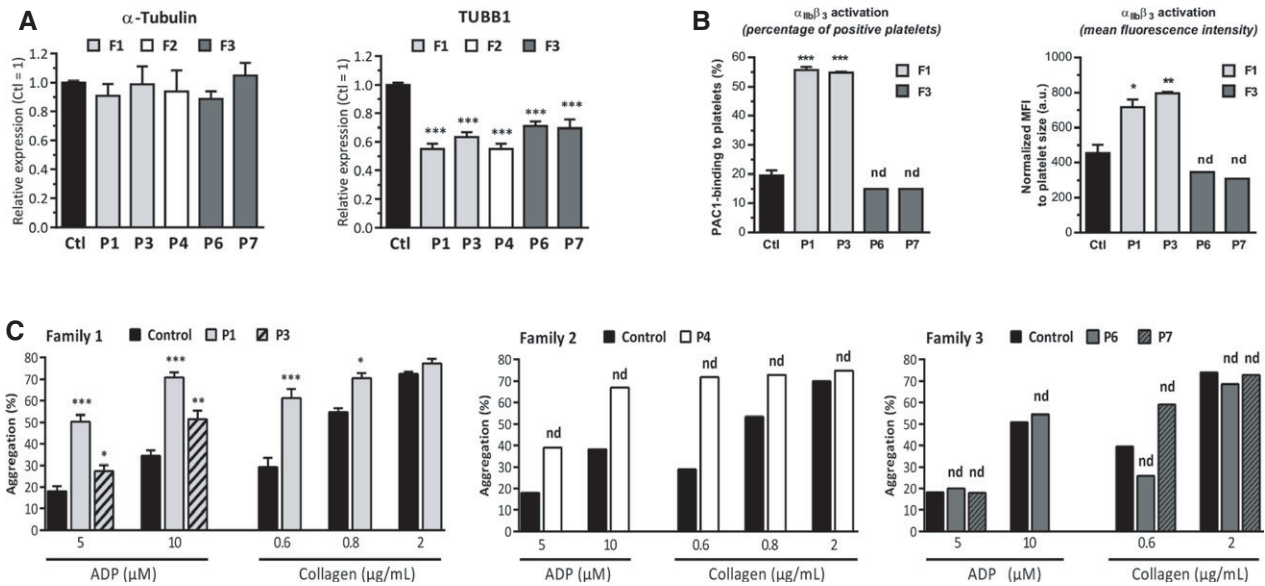 A
α-Tubulin
F1 F2 F3
Relative expression (Ctl = 1)
1.2
1.0
0.8
0.6
0.4
0.2
0.0
Ctl P1 P3 P4 P6 P7
TUBB1
F1 F2 F3
Relative expression (Ctl = 1)
1.2
1.0
0.8
0.6
0.4
0.2
0.0
*** *** *** *** ***
Ctl P1 P3 P4 P6 P7
B
αIIbβ3 activation
(percentage of positive platelets)
PAC1-binding to platelets (%)
60
50
40
30
20
10
0
*** *** nd nd
F1
F3
Ctl P1 P3 P6 P7
αIIbβ3 activation
(mean fluorescence intensity)
Normalized MFI
to platelet size (a.u.)
1000
800
600
400
200
0
* ** nd nd
F1
F3
Ctl P1 P3 P6 P7
C
Family 1 Control P1 P3
Aggregation (%)
80
70
60
50
40
30
20
10
0
*** * *** ** *** *
5 10 0.6 0.8 2
ADP (µM) Collagen (µg/mL)
Family 2 Control P4
Aggregation (%)
80
70
60
50
40
30
20
10
0
nd nd nd nd nd
5 10 0.6 0.8 2
ADP (µM) Collagen (µg/mL)
Family 3 Control P6 P7
Aggregation (%)
80
70
60
50
40
30
20
10
0
nd nd nd nd nd nd nd
5 10 0.6 2
ADP (µM) Collagen (µg/mL)